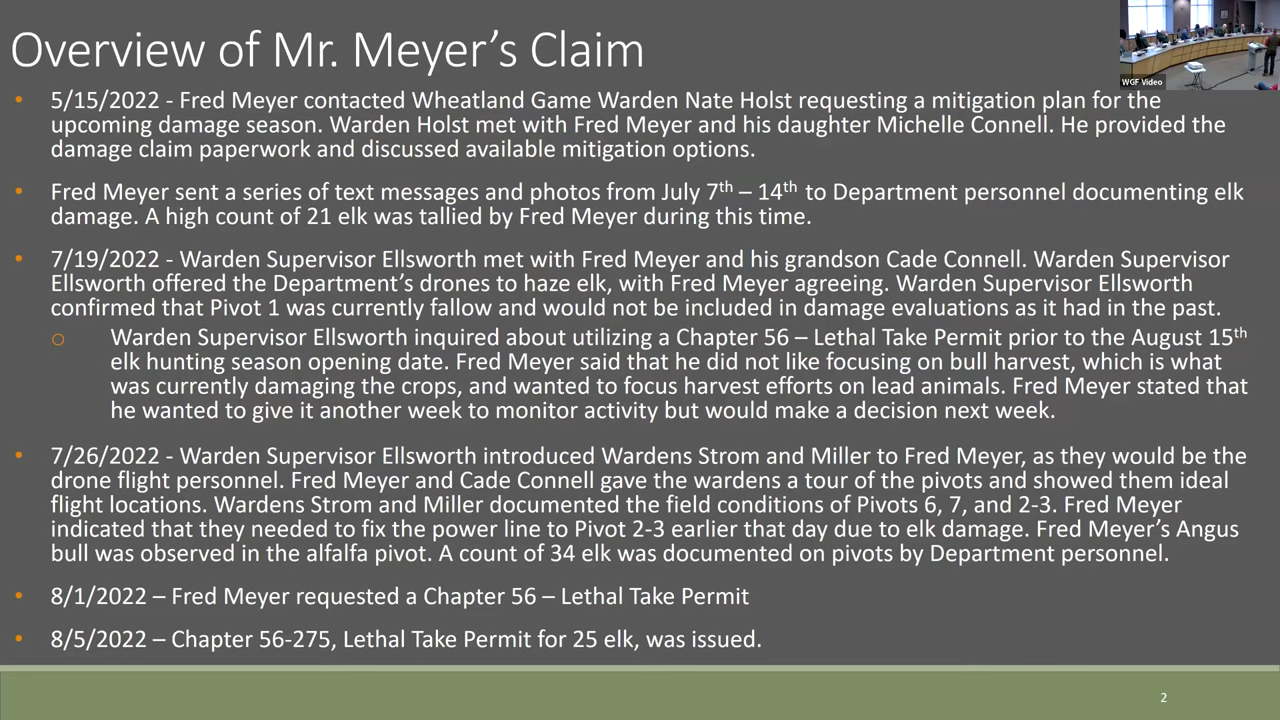 Overview of Mr. Meyer's Claim
WGF Video
• 5/15/2022 - Fred Meyer contacted Wheatland Game Warden Nate Holst requesting a mitigation plan for the
upcoming damage season. Warden Holst met with Fred Meyer and his daughter Michelle Connell. He provided the
damage claim paperwork and discussed available mitigation options.
• Fred Meyer sent a series of text messages and photos from July 7th – 14th to Department personnel documenting elk
damage. A high count of 21 elk was tallied by Fred Meyer during this time.
• 7/19/2022 - Warden Supervisor Ellsworth met with Fred Meyer and his grandson Cade Connell. Warden Supervisor
Ellsworth offered the Department's drones to haze elk, with Fred Meyer agreeing. Warden Supervisor Ellsworth
confirmed that Pivot 1 was currently fallow and would not be included in damage evaluations as it had in the past.
o Warden Supervisor Ellsworth inquired about utilizing a Chapter 56 – Lethal Take Permit prior to the August 15th
elk hunting season opening date. Fred Meyer said that he did not like focusing on bull harvest, which is what
was currently damaging the crops, and wanted to focus harvest efforts on lead animals. Fred Meyer stated that
he wanted to give it another week to monitor activity but would make a decision next week.
• 7/26/2022 - Warden Supervisor Ellsworth introduced Wardens Strom and Miller to Fred Meyer, as they would be the
drone flight personnel. Fred Meyer and Cade Connell gave the wardens a tour of the pivots and showed them ideal
flight locations. Wardens Strom and Miller documented the field conditions of Pivots 6, 7, and 2-3. Fred Meyer
indicated that they needed to fix the power line to Pivot 2-3 earlier that day due to elk damage. Fred Meyer's Angus
bull was observed in the alfalfa pivot. A count of 34 elk was documented on pivots by Department personnel.
• 8/1/2022 – Fred Meyer requested a Chapter 56 – Lethal Take Permit
• 8/5/2022 – Chapter 56-275, Lethal Take Permit for 25 elk, was issued.
2